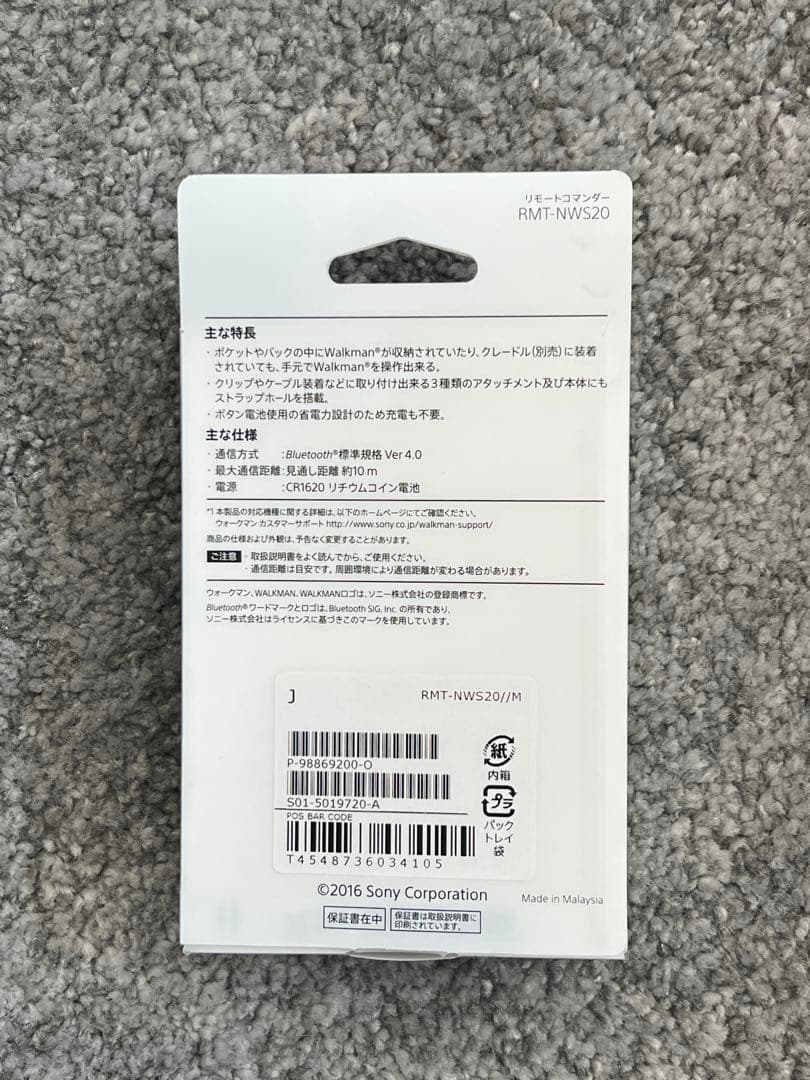 リモートコマンダー
RMT-NWS20
主な特長
・ポケットやバックの中にWalkman®が収納されていたり、クレードル（別売）に装着
されていても、手元でWalkman®を操作出来る。
・クリップやケーブル装着などに取り付け出来る3種類のアタッチメント及び本体にも
ストラップホールを搭載。
・ボタン電池使用の省電力設計のため充電も不要。
主な仕様
・通信方式　:Bluetooth®標準規格 Ver 4.0
・最大通信距離:見通し距離 約10 m
・電源　:CR1620 リチウムコイン電池
*1 本製品の対応機種に関する詳細は、以下のホームページにてご確認ください。
ウォークマン カスタマーサポート http://www.sony.co.jp/walkman-support/
商品の仕様および外観は、予告なく変更することがあります。
ご注意 ・取扱説明書をよく読んでから、ご使用ください。
・通信距離は目安です。周囲環境により通信距離が変わる場合があります。
ウォークマン、WALKMAN、WALKMANロゴは、ソニー株式会社の登録商標です。
Bluetooth®ワードマークとロゴは、Bluetooth SIG, Inc. の所有であり、
ソニー株式会社はライセンスに基づきこのマークを使用しています。
J
RMT-NWS20//M
P-98869200-O
S01-5019720-A
POS BAR CODE
T4548736034105
紙
内箱
プラ
パック
トレイ
袋
©2016 Sony Corporation
Made in Malaysia
保証書在中
保証書は取扱説明書に
印刷されています。